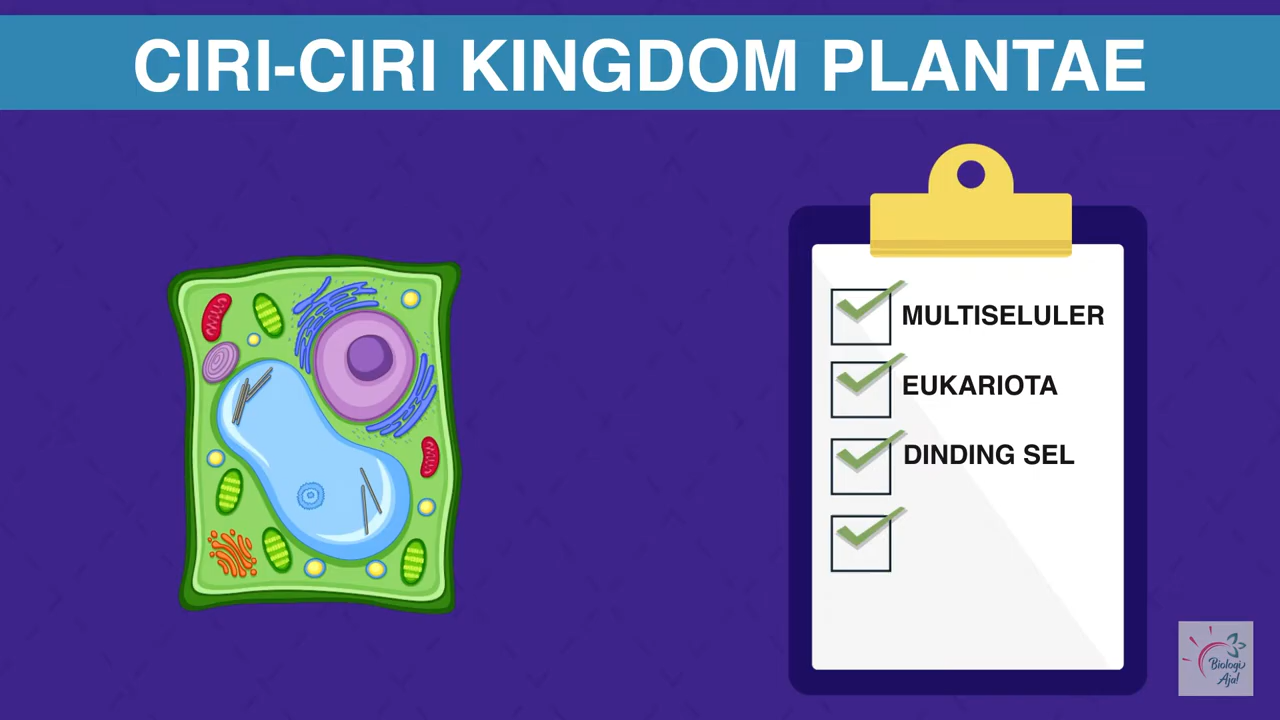 CIRI-CIRI KINGDOM PLANTAE
MULTISELULER
EUKARIOTA
DINDING SEL
Biologi
Aja!